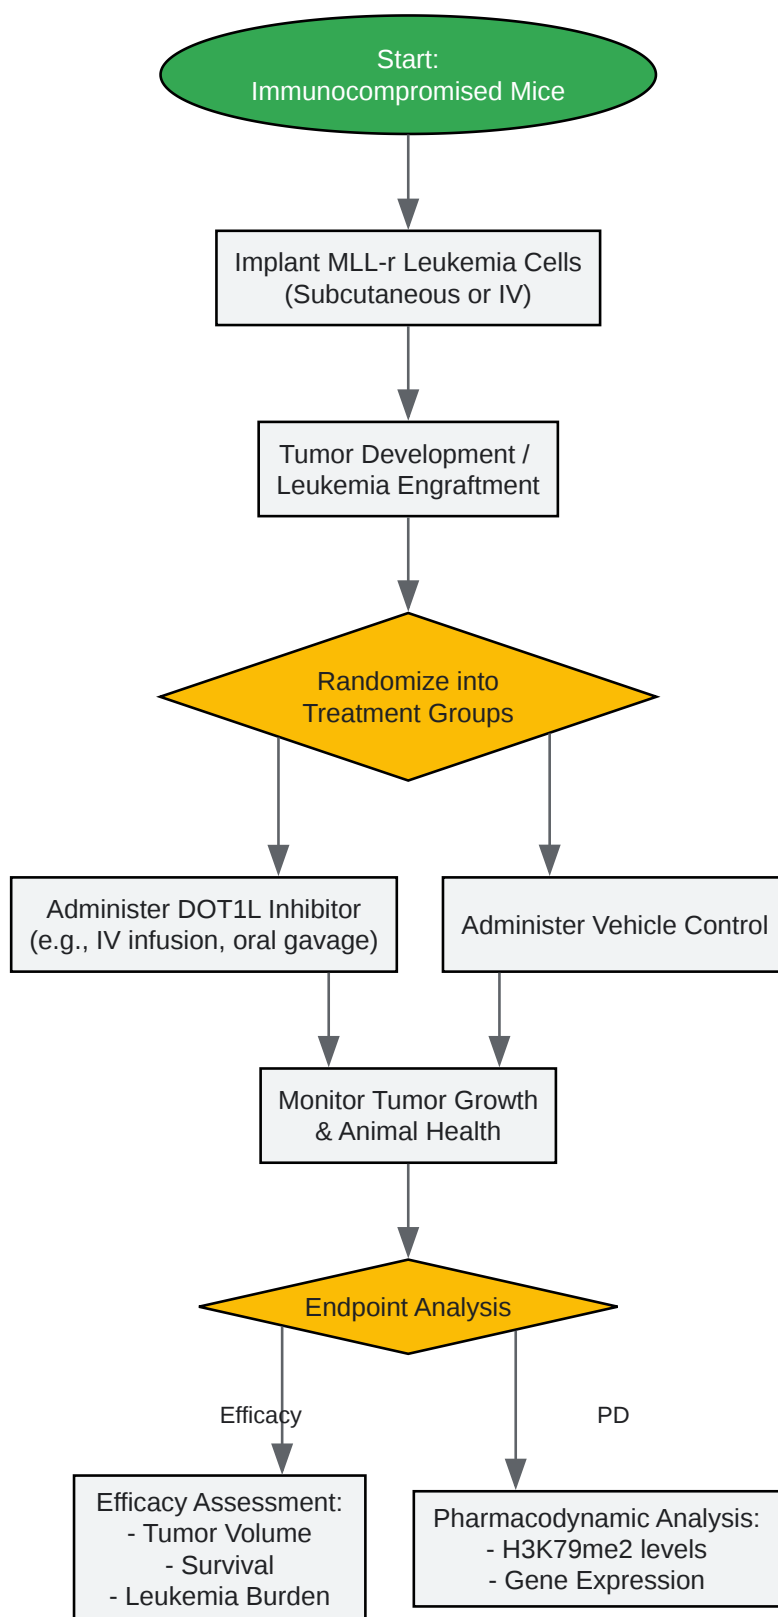 Start:
Immunocompromised Mice
Implant MLL-r Leukemia Cells
(Subcutaneous or IV)
Tumor Development /
Leukemia Engraftment
Randomize into
Treatment Groups
Administer DOT1L Inhibitor
(e.g., IV infusion, oral gavage)
Administer Vehicle Control
Monitor Tumor Growth
& Animal Health
Endpoint Analysis
Efficacy
PD
Efficacy Assessment:
- Tumor Volume
- Survival
- Leukemia Burden
Pharmacodynamic Analysis:
- H3K79me2 levels
- Gene Expression